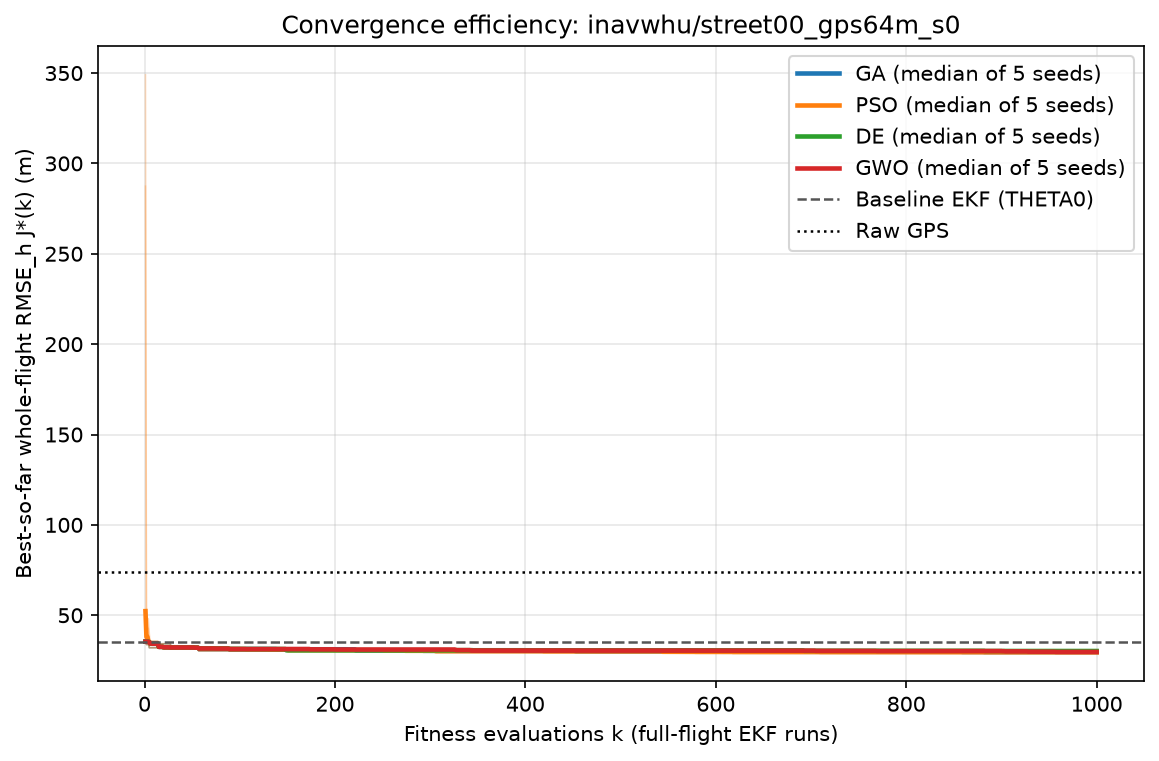 Convergence efficiency: inavwhu/street00_gps64m_s0
Best-so-far whole-flight RMSE_h J*(k) (m)
350
300
250
200
150
100
50
GA (median of 5 seeds)
PSO (median of 5 seeds)
DE (median of 5 seeds)
GWO (median of 5 seeds)
Baseline EKF (THETA0)
Raw GPS
0
200
400
600
800
1000
Fitness evaluations k (full-flight EKF runs)